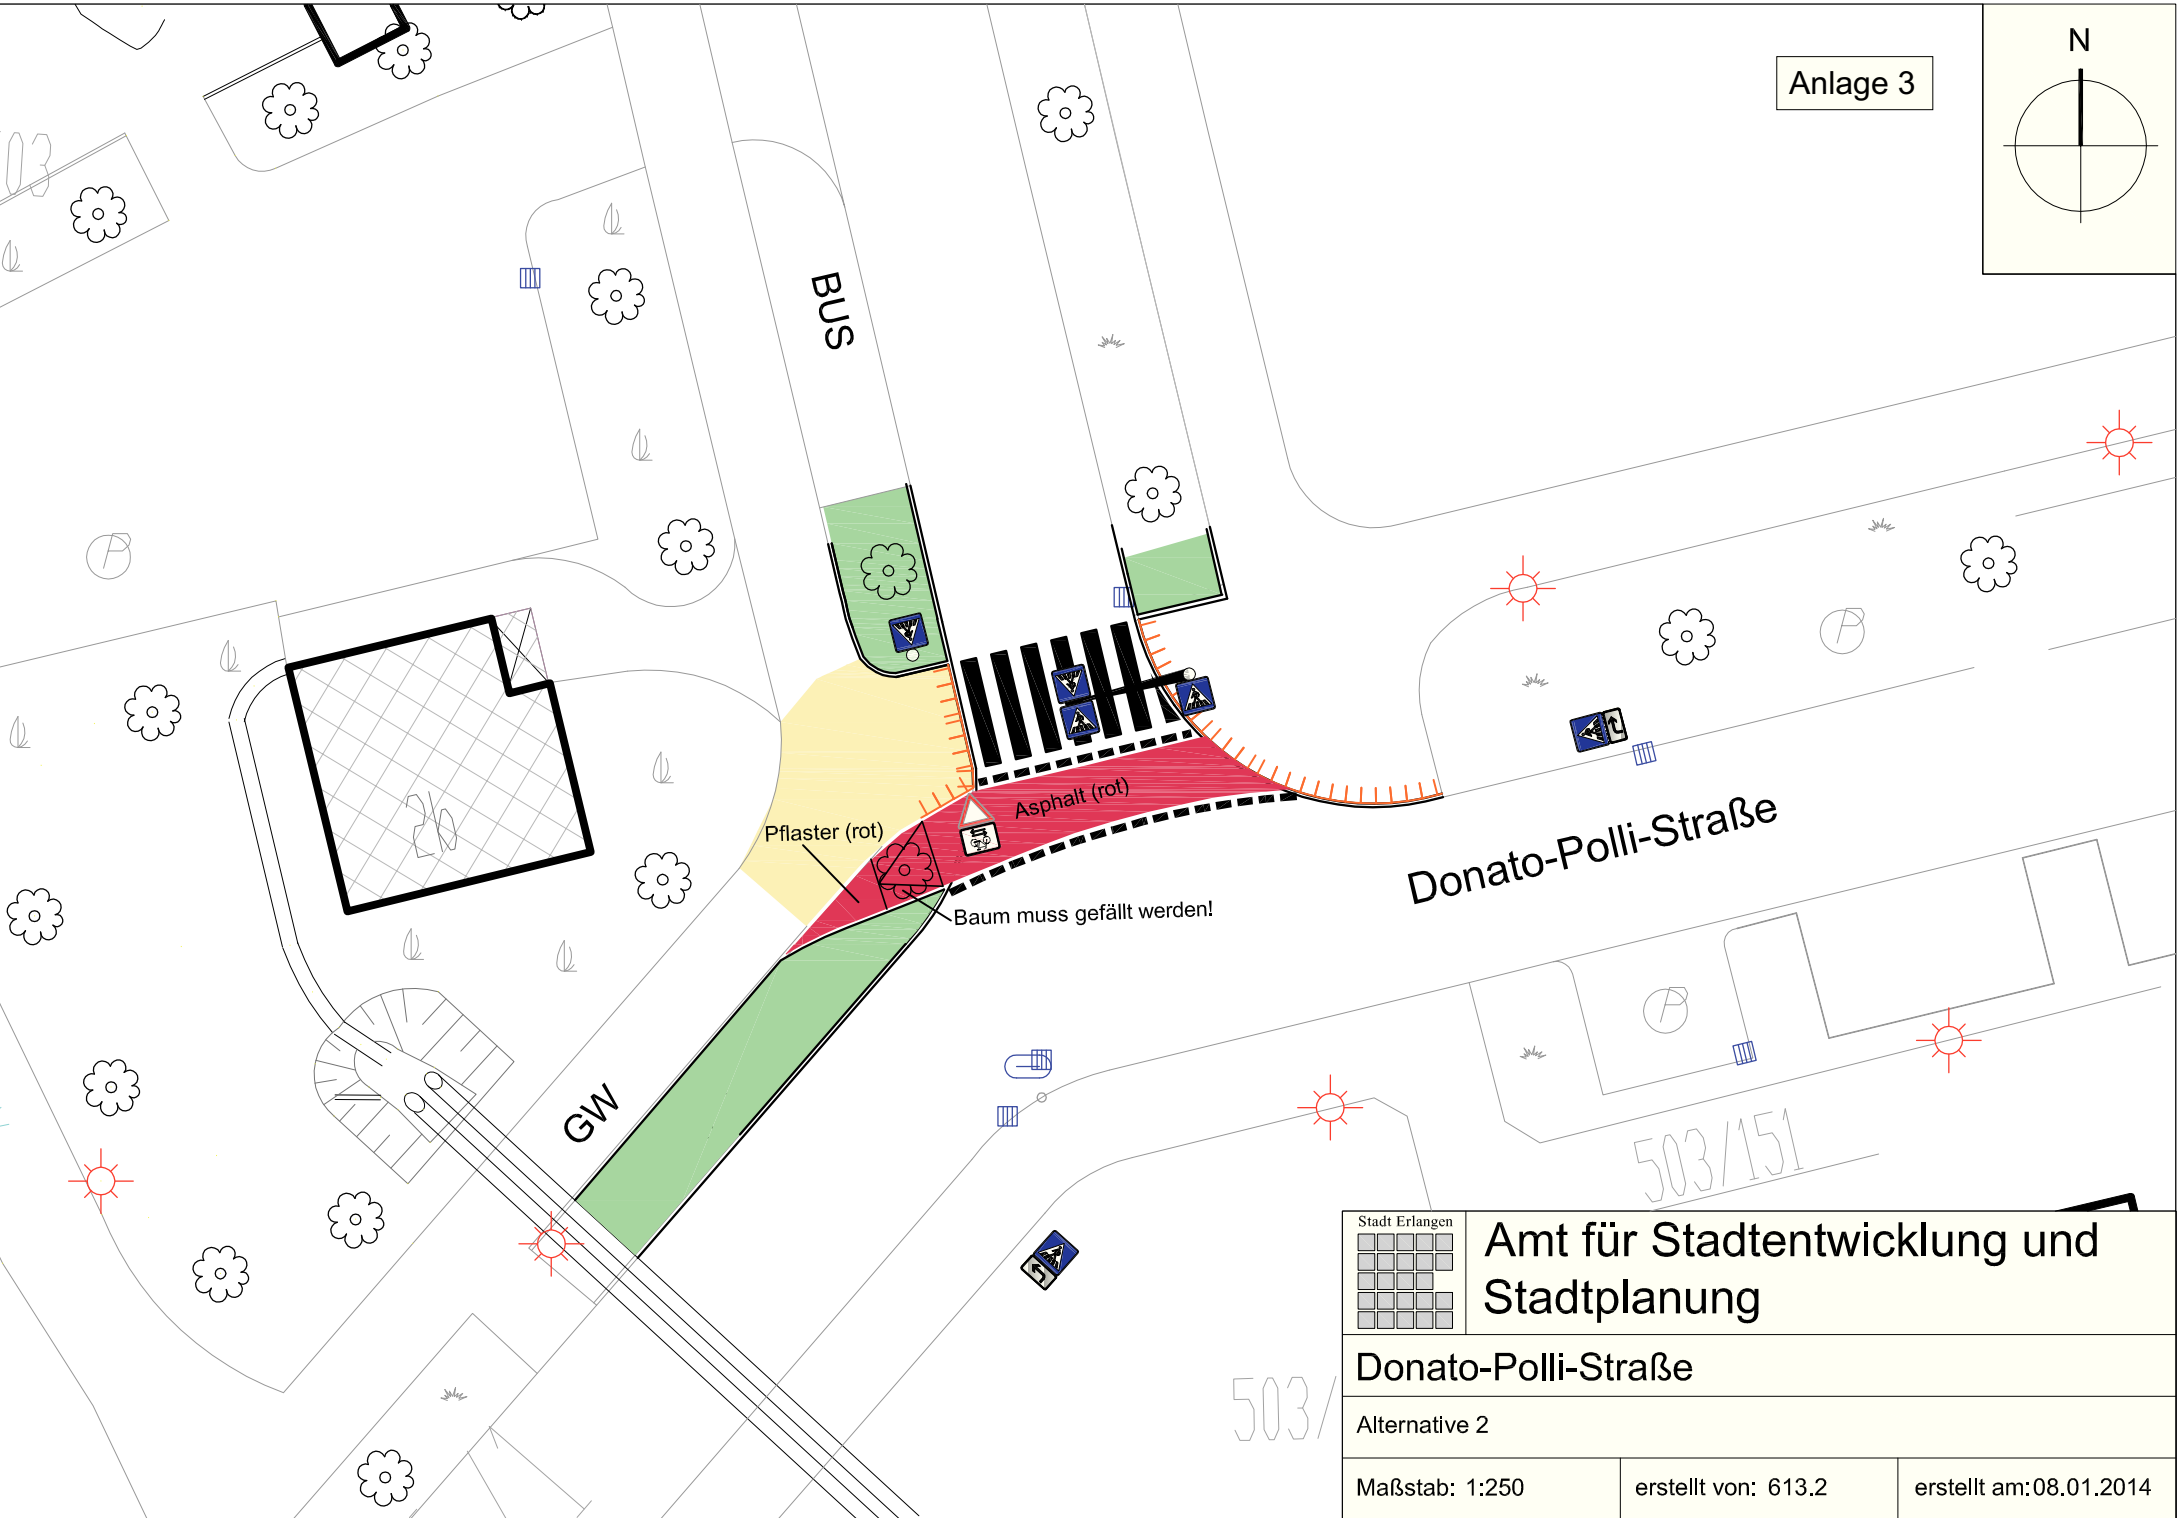 Anlage 3
N
03
BUS
Pflaster (rot)
Asphalt (rot)
Baum muss gefällt werden!
Donato-Polli-Straße
GW
503/151
503/
Stadt Erlangen
Amt für Stadtentwicklung und
Stadtplanung
Donato-Polli-Straße
Alternative 2
Maßstab: 1:250
erstellt von: 613.2
erstellt am:08.01.2014